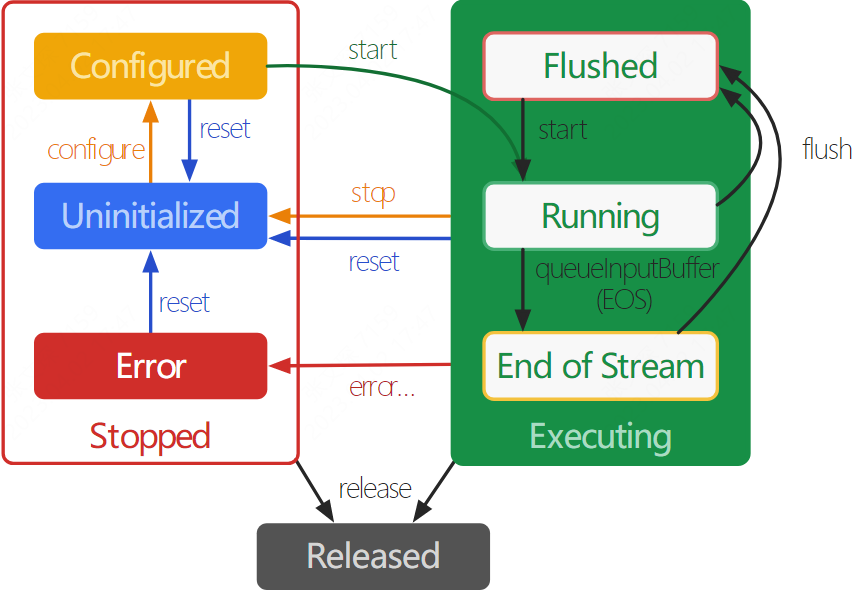 Configured
start
Flushed
configure
reset
start
flush
Uninitialized
stop
Running
reset
queueInputBuffer
(EOS)
reset
Error
error...
End of Stream
Stopped
Executing
release
Released